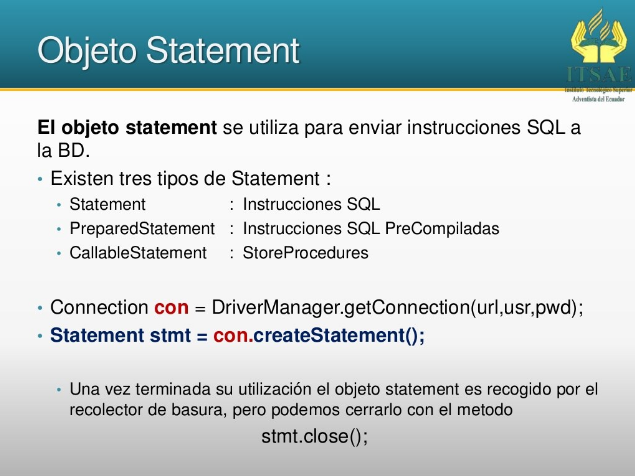 Objeto Statement
ITSAE
Instituto Tecnológico Superior
Adventista del Ecuador
El objeto statement se utiliza para enviar instrucciones SQL a
la BD.
• Existen tres tipos de Statement :
• Statement : Instrucciones SQL
• PreparedStatement : Instrucciones SQL PreCompiladas
• CallableStatement : StoreProcedures
• Connection con = DriverManager.getConnection(url,usr,pwd);
• Statement stmt = con.createStatement();
• Una vez terminada su utilización el objeto statement es recogido por el
recolector de basura, pero podemos cerrarlo con el metodo
stmt.close();